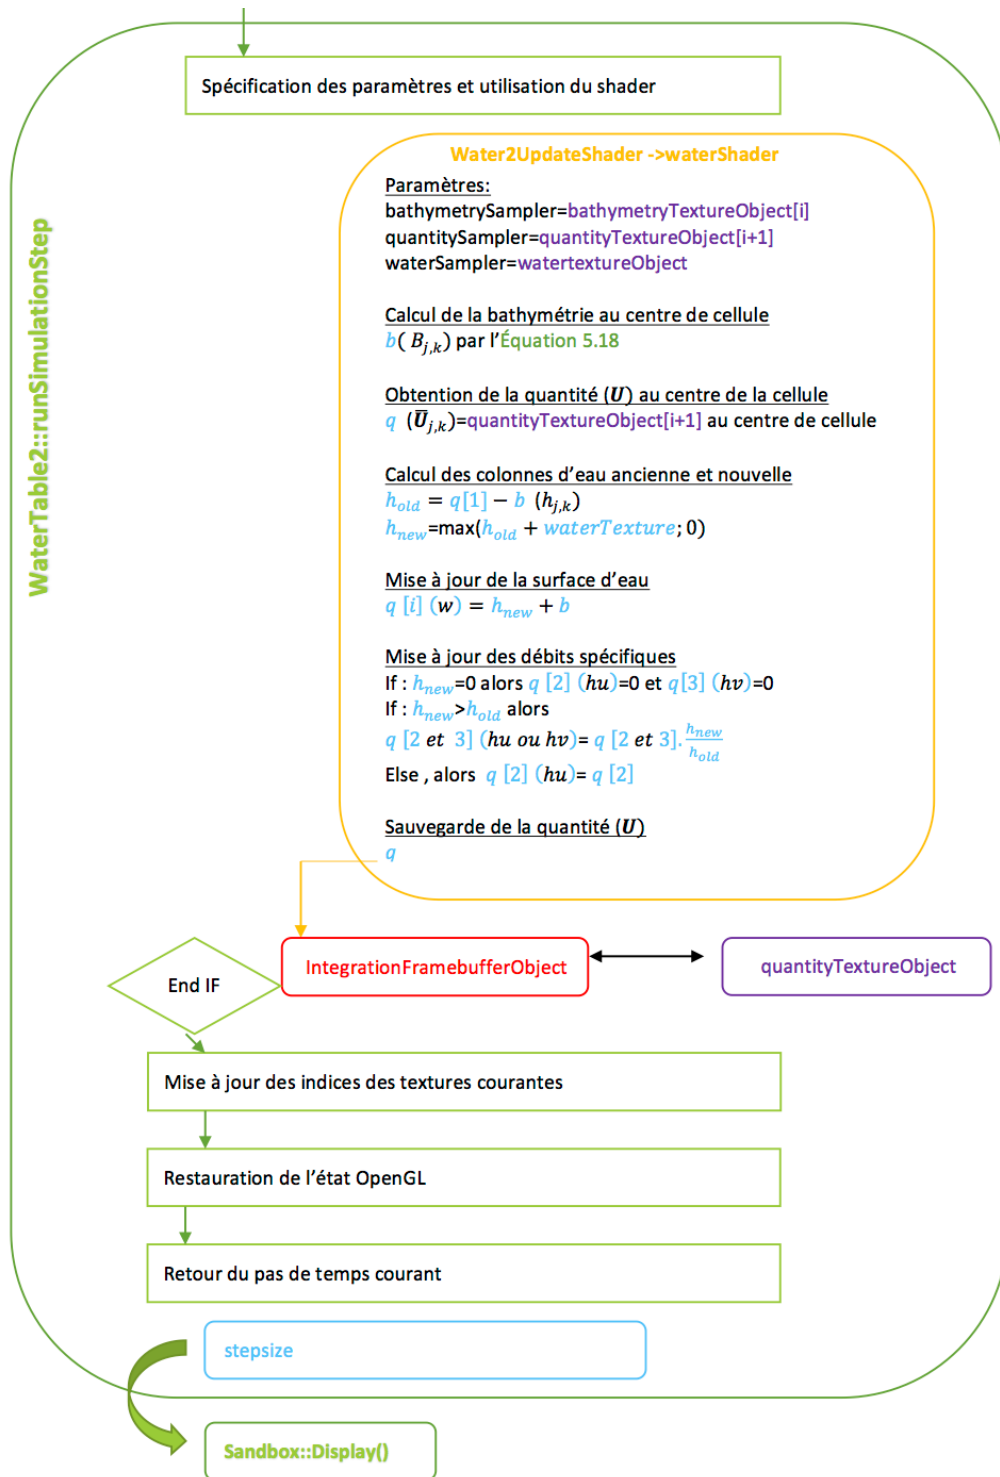 Spécification des paramètres et utilisation du shader
WaterTable2::runSimulationStep
Water2UpdateShader ->waterShader
Paramètres:
bathymetrySampler=bathymetryTextureObject[i]
quantitySampler=quantityTextureObject[i+1]
waterSampler=watertextureObject
Calcul de la bathymétrie au centre de cellule
b( B_{j,k}) par l'Équation 5.18
Obtention de la quantité (U) au centre de la cellule
q (Ū_{j,k})=quantityTextureObject[i+1] au centre de cellule
Calcul des colonnes d'eau ancienne et nouvelle
h_{old} = q[1] − b (h_{j,k})
h_{new}=max(h_{old} + waterTexture; 0)
Mise à jour de la surface d'eau
q [i] (w) = h_{new} + b
Mise à jour des débits spécifiques
If : h_{new}=0 alors q [2] (hu)=0 et q[3] (hv)=0
If : h_{new}>h_{old} alors
q [2 et 3] (hu ou hv)= q [2 et 3]. h_{new}/h_{old}
Else , alors q [2] (hu)= q [2]
Sauvegarde de la quantité (U)
q
End IF
IntegrationFramebufferObject
quantityTextureObject
Mise à jour des indices des textures courantes
Restauration de l'état OpenGL
Retour du pas de temps courant
stepsize
Sandbox::Display()